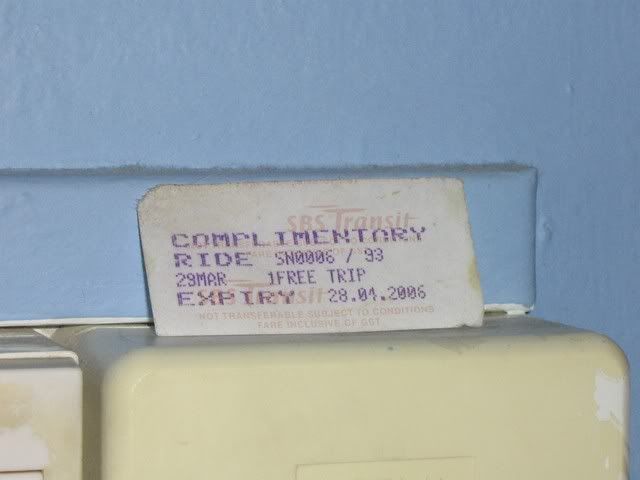 SBS Transit
COMPLIMENTARY
RIDE SN0006 / 93
29MAR 1FREE TRIP
EXPIRY 28.04.2006
NOT TRANSFERABLE SUBJECT TO CONDITIONS
FARE INCLUSIVE OF GST